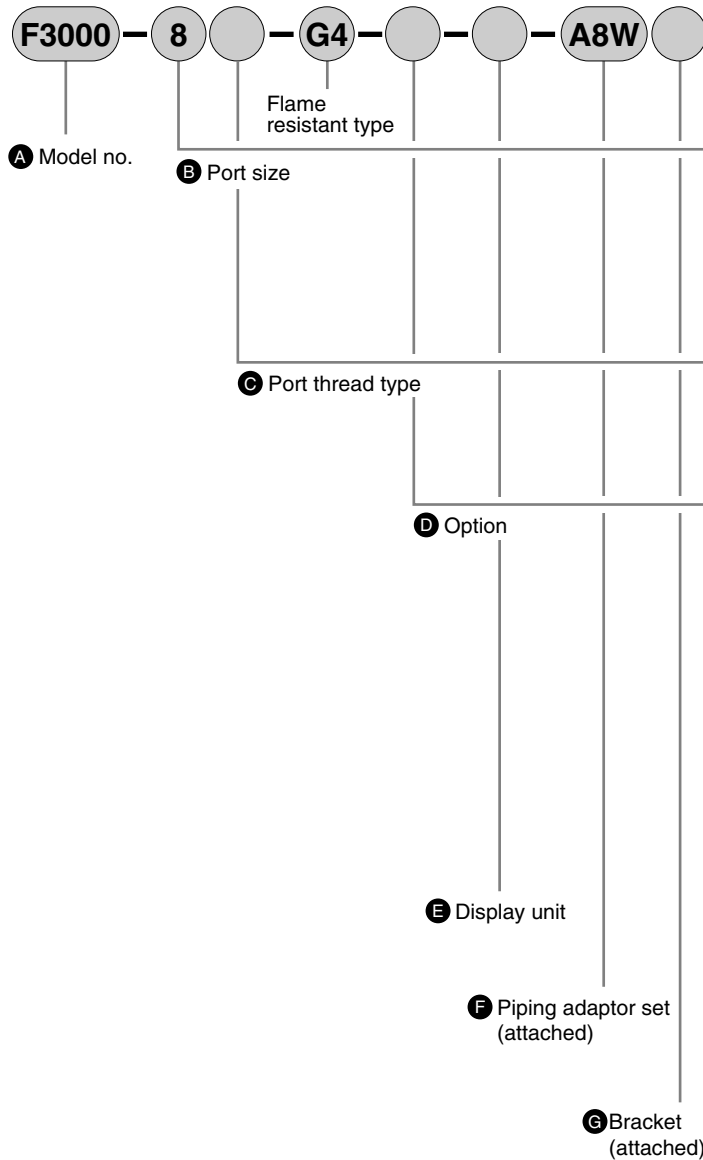 F3000 – 8 – G4 – – – A8W
Flame
resistant type
A Model no.
B Port size
C Port thread type
D Option
E Display unit
F Piping adaptor set
(attached)
G Bracket
(attached)